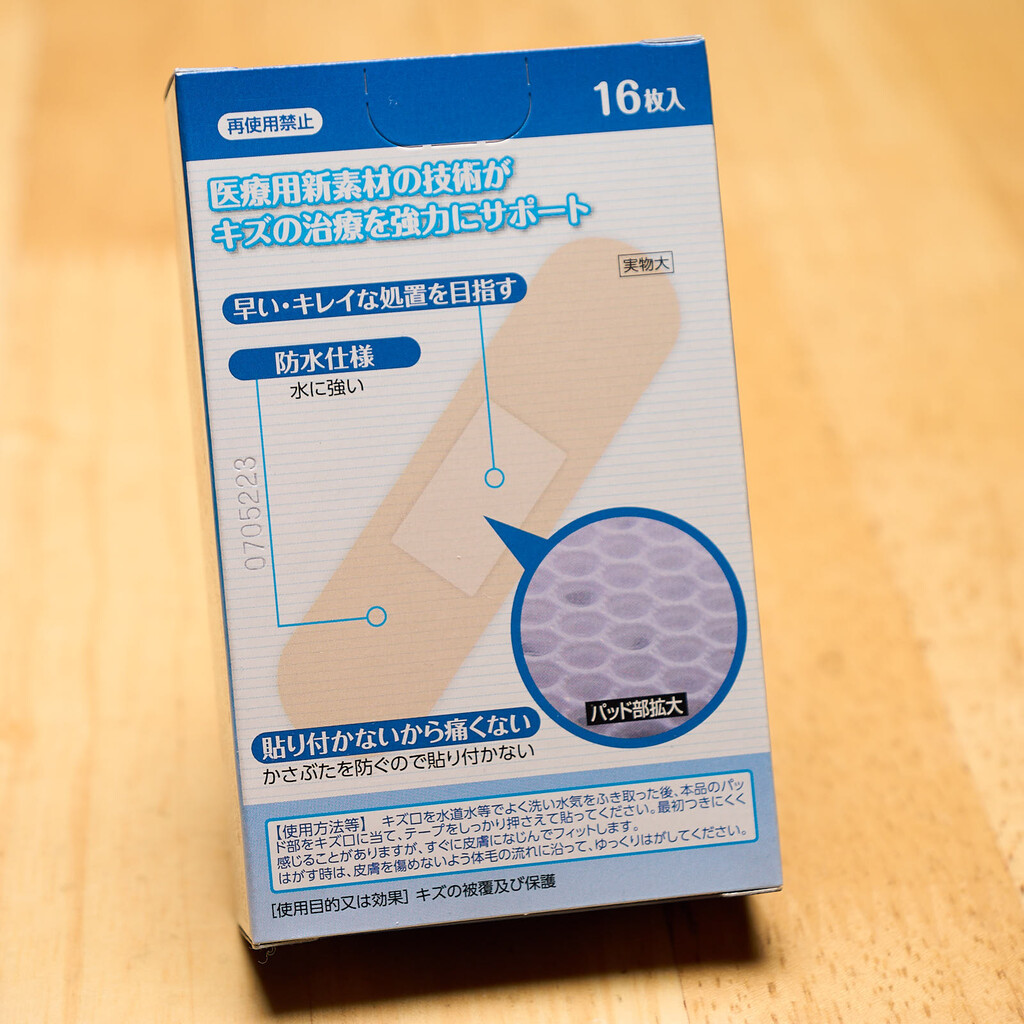 再使用禁止
16枚入
医療用新素材の技術が
キズの治療を強力にサポート
実物大
早い・キレイな処置を目指す
防水仕様
水に強い
0705223
パッド部拡大
貼り付かないから痛くない
かさぶたを防ぐので貼り付かない
【使用方法等】 キズ口を水道水等でよく洗い水気をふき取った後、本品のパッ
ド部をキズ口に当て、テープをしっかり押さえて貼ってください。最初つきにくく
感じることがありますが、すぐに皮膚になじんでフィットします。
はがす時は、皮膚を傷めないよう体毛の流れに沿って、ゆっくりはがしてください。
[使用目的又は効果] キズの被覆及び保護